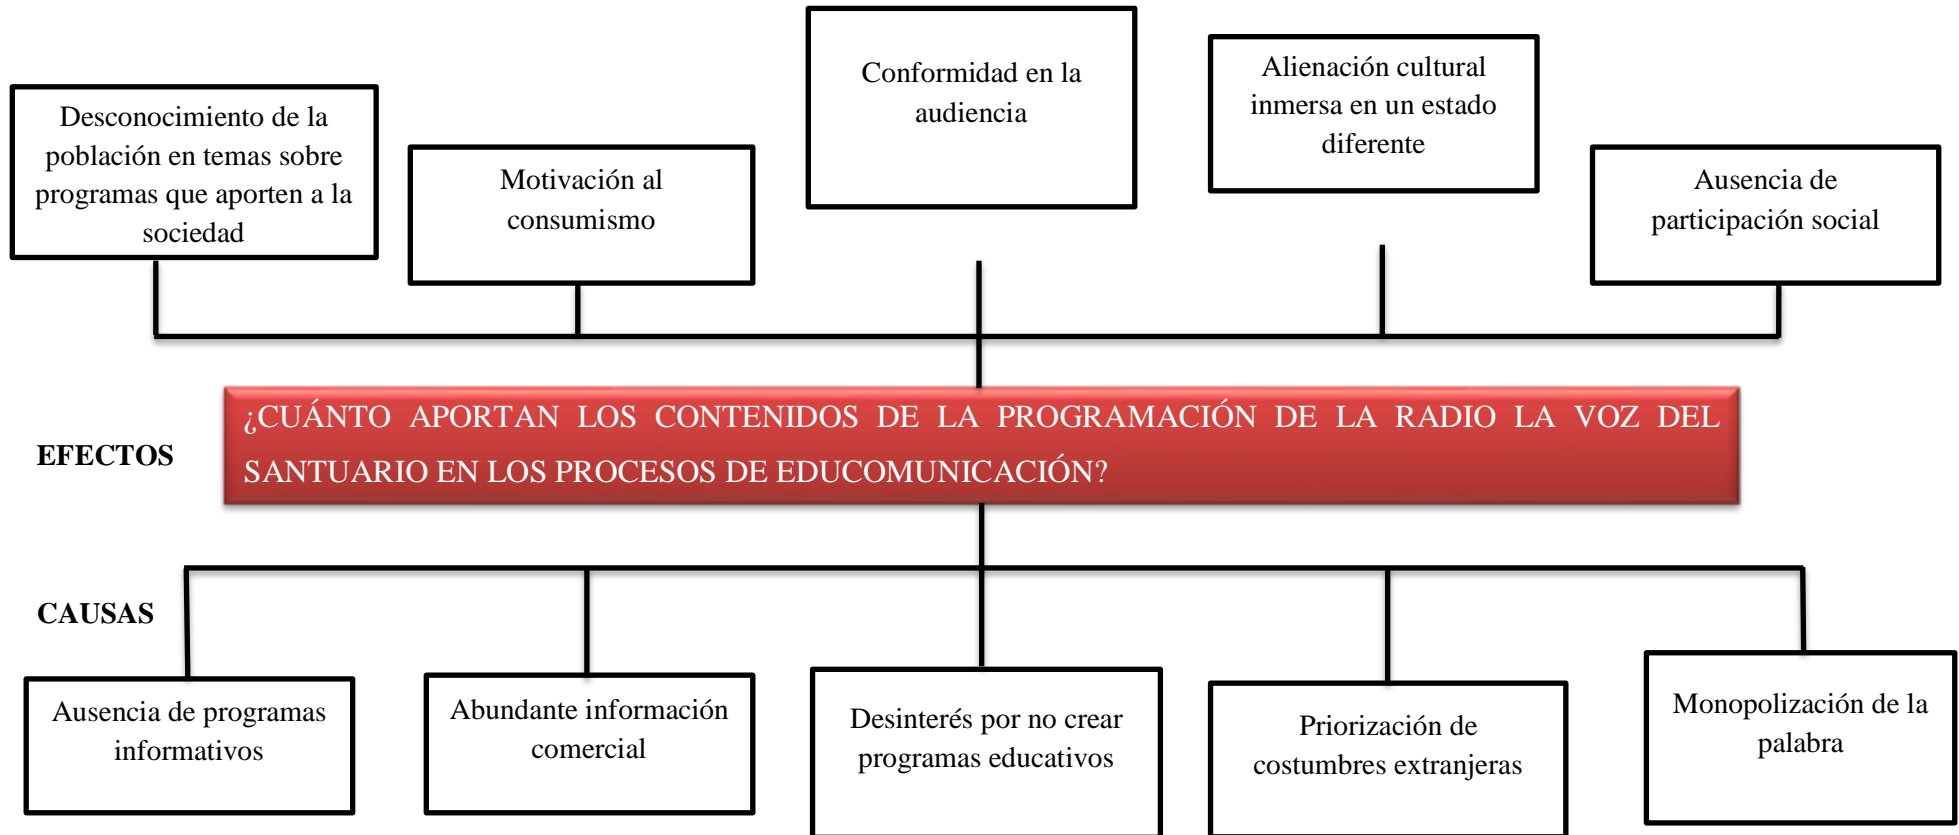 Desconocimiento de la
población en temas sobre
programas que aporten a la
sociedad
Motivación al
consumismo
Conformidad en la
audiencia
Alienación cultural
inmersa en un estado
diferente
Ausencia de
participación social
EFECTOS
¿CUÁNTO APORTAN LOS CONTENIDOS DE LA PROGRAMACIÓN DE LA RADIO LA VOZ DEL
SANTUARIO EN LOS PROCESOS DE EDUCOMUNICACIÓN?
CAUSAS
Ausencia de programas
informativos
Abundante información
comercial
Desinterés por no crear
programas educativos
Priorización de
costumbres extranjeras
Monopolización de la
palabra